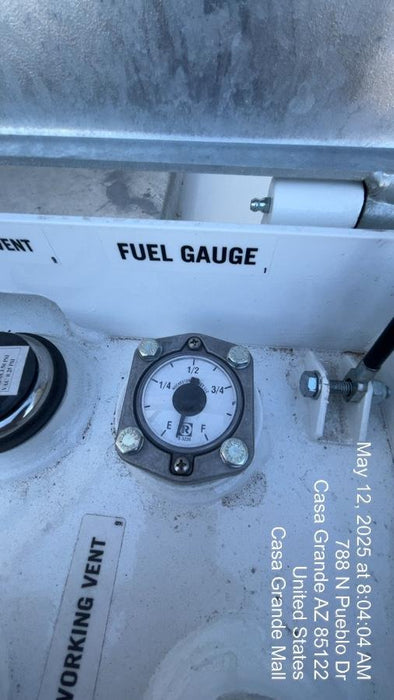 VENT
FUEL GAUGE
1/4
1/2
3/4
E
R
F
WORKING VENT
May 12, 2025 at 8:04:04 AM
788 N Pueblo Dr
Casa Grande AZ 85122
United States
Casa Grande Mall